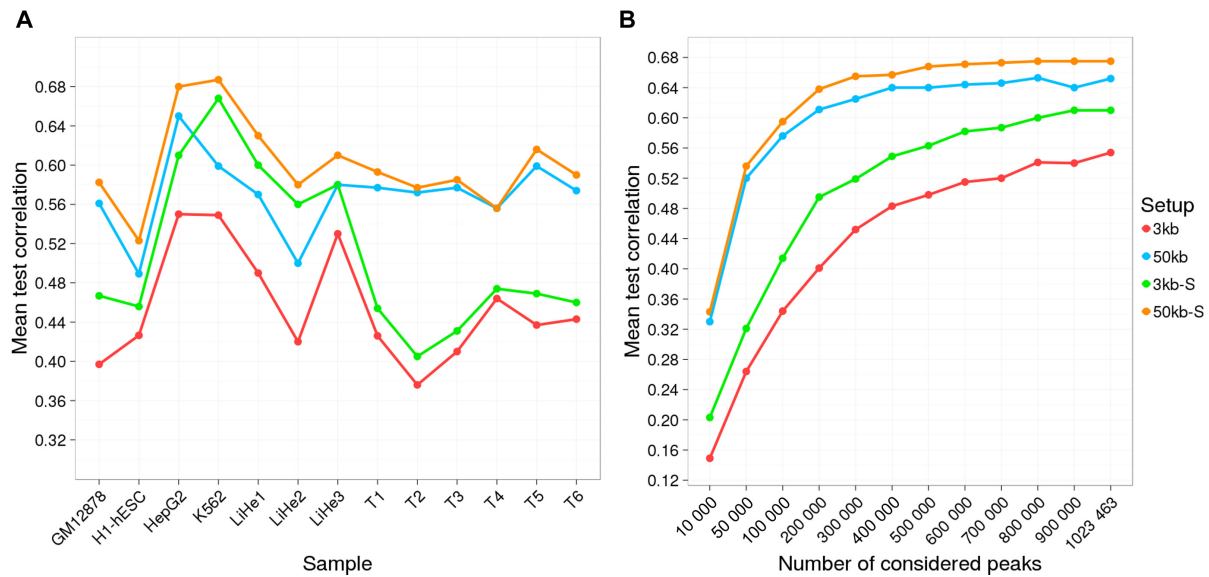 A
Mean test correlation
0.68
0.64
0.60
0.56
0.52
0.48
0.44
0.40
0.36
0.32
GM12878
H1-hESC
HepG2
K562
LiHe1
LiHe2
LiHe3
T1
T2
T3
T4
T5
T6
Sample
B
Mean test correlation
0.68
0.64
0.60
0.56
0.52
0.48
0.44
0.40
0.36
0.32
0.28
0.24
0.20
0.16
0.12
10 000
50 000
100 000
200 000
300 000
400 000
500 000
600 000
700 000
800 000
900 000
1023 463
Number of considered peaks
Setup
3kb
50kb
3kb-S
50kb-S